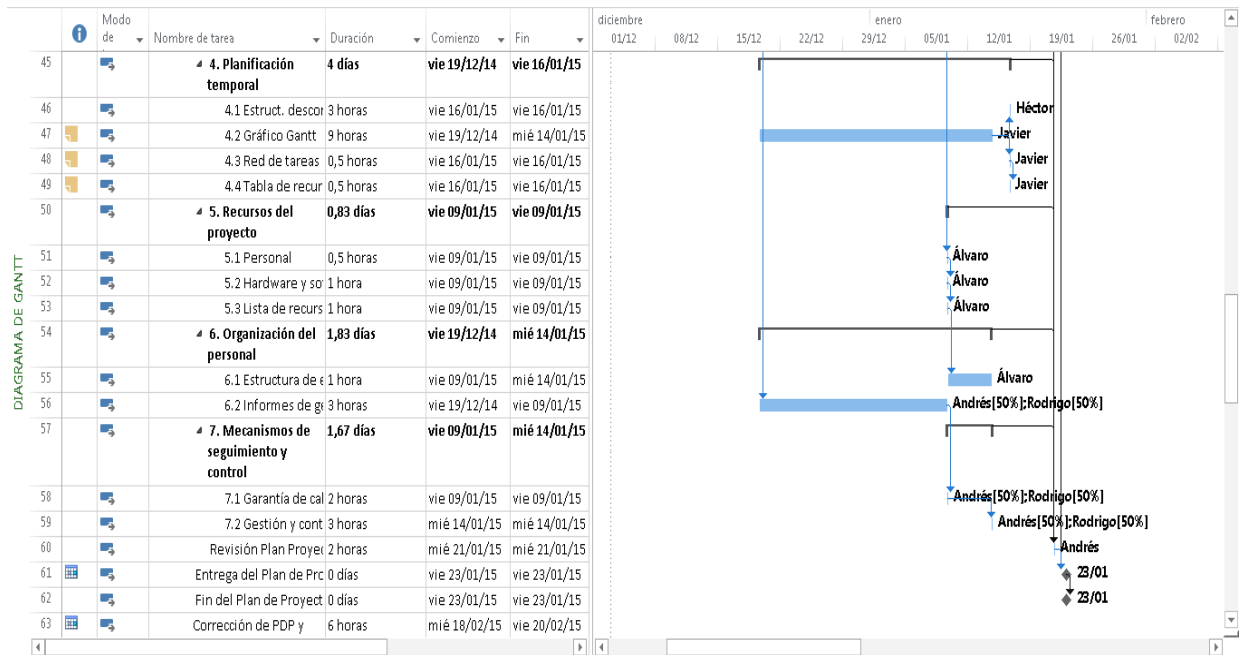 DIAGRAMA DE GANTT
Modo de Nombre de tarea Duración Comienzo Fin
diciembre enero febrero
01/12 08/12 15/12 22/12 29/12 05/01 12/01 19/01 26/01 02/02
45 4. Planificación 4 días vie 19/12/14 vie 16/01/15
temporal
46 4.1 Estruct. descor 3 horas vie 16/01/15 vie 16/01/15 Héctor
47 4.2 Gráfico Gantt 9 horas vie 19/12/14 mié 14/01/15 Javier
48 4.3 Red de tareas 0,5 horas vie 16/01/15 vie 16/01/15 Javier
49 4.4 Tabla de recur 0,5 horas vie 16/01/15 vie 16/01/15 Javier
50 5. Recursos del 0,83 días vie 09/01/15 vie 09/01/15
proyecto
51 5.1 Personal 0,5 horas vie 09/01/15 vie 09/01/15 Álvaro
52 5.2 Hardware y so 1 hora vie 09/01/15 vie 09/01/15 Álvaro
53 5.3 Lista de recurs 1 hora vie 09/01/15 vie 09/01/15 Álvaro
54 6. Organización del 1,83 días vie 19/12/14 mié 14/01/15
personal
55 6.1 Estructura de e 1 hora vie 09/01/15 mié 14/01/15 Álvaro
56 6.2 Informes de ge 3 horas vie 19/12/14 vie 09/01/15 Andrés[50%];Rodrigo[50%]
57 7. Mecanismos de 1,67 días vie 09/01/15 mié 14/01/15
seguimiento y
control
58 7.1 Garantía de cal 2 horas vie 09/01/15 vie 09/01/15 Andrés[50%];Rodrigo[50%]
59 7.2 Gestión y cont 3 horas mié 14/01/15 mié 14/01/15 Andrés[50%];Rodrigo[50%]
60 Revisión Plan Proyec 2 horas mié 21/01/15 mié 21/01/15 Andrés
61 Entrega del Plan de Prc 0 días vie 23/01/15 vie 23/01/15 23/01
62 Fin del Plan de Proyect 0 días vie 23/01/15 vie 23/01/15 23/01
63 Corrección de PDP y 6 horas mié 18/02/15 vie 20/02/15